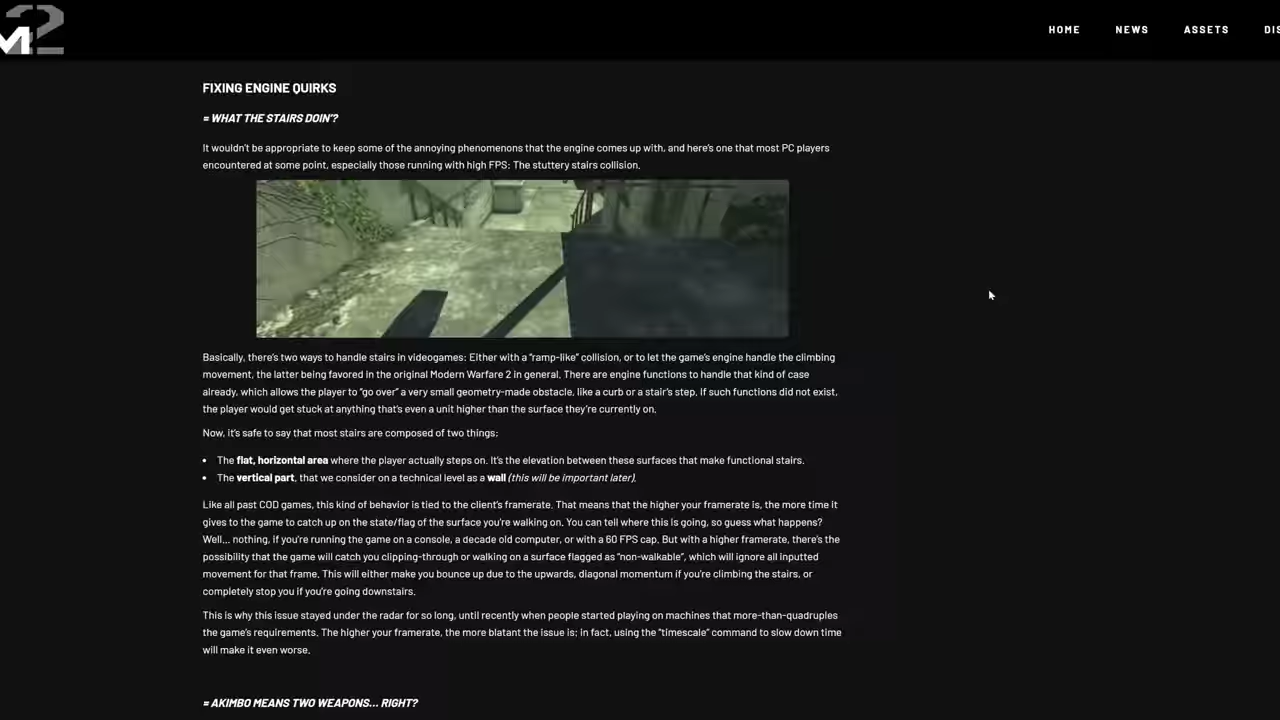 M2
HOME NEWS ASSETS DIS
FIXING ENGINE QUIRKS
= WHAT THE STAIRS DOIN'?
It wouldn't be appropriate to keep some of the annoying phenomenons that the engine comes up with, and here's one that most PC players
encountered at some point, especially those running with high FPS: The stuttery stairs collision.
Basically, there's two ways to handle stairs in videogames: Either with a "ramp-like" collision, or to let the game's engine handle the climbing
movement, the latter being favored in the original Modern Warfare 2 in general. There are engine functions to handle that kind of case
already, which allows the player to "go over" a very small geometry-made obstacle, like a curb or a stair's step. If such functions did not exist,
the player would get stuck at anything that's even a unit higher than the surface they're currently on.
Now, it's safe to say that most stairs are composed of two things:
• The flat, horizontal area where the player actually steps on. It's the elevation between these surfaces that make functional stairs.
• The vertical part, that we consider on a technical level as a wall (this will be important later).
Like all past COD games, this kind of behavior is tied to the client's framerate. That means that the higher your framerate is, the more time it
gives to the game to catch up on the state/flag of the surface you're walking on. You can tell where this is going, so guess what happens?
Well... nothing, if you're running the game on a console, a decade old computer, or with a 60 FPS cap. But with a higher framerate, there's the
possibility that the game will catch you clipping-through or walking on a surface flagged as "non-walkable", which will ignore all inputted
movement for that frame. This will either make you bounce up due to the upwards, diagonal momentum if you're climbing the stairs, or
completely stop you if you're going downstairs.
This is why this issue stayed under the radar for so long, until recently when people started playing on machines that more-than-quadruples
the game's requirements. The higher your framerate, the more blatant the issue is; in fact, using the "timescale" command to slow down time
will make it even worse.
= AKIMBO MEANS TWO WEAPONS... RIGHT?